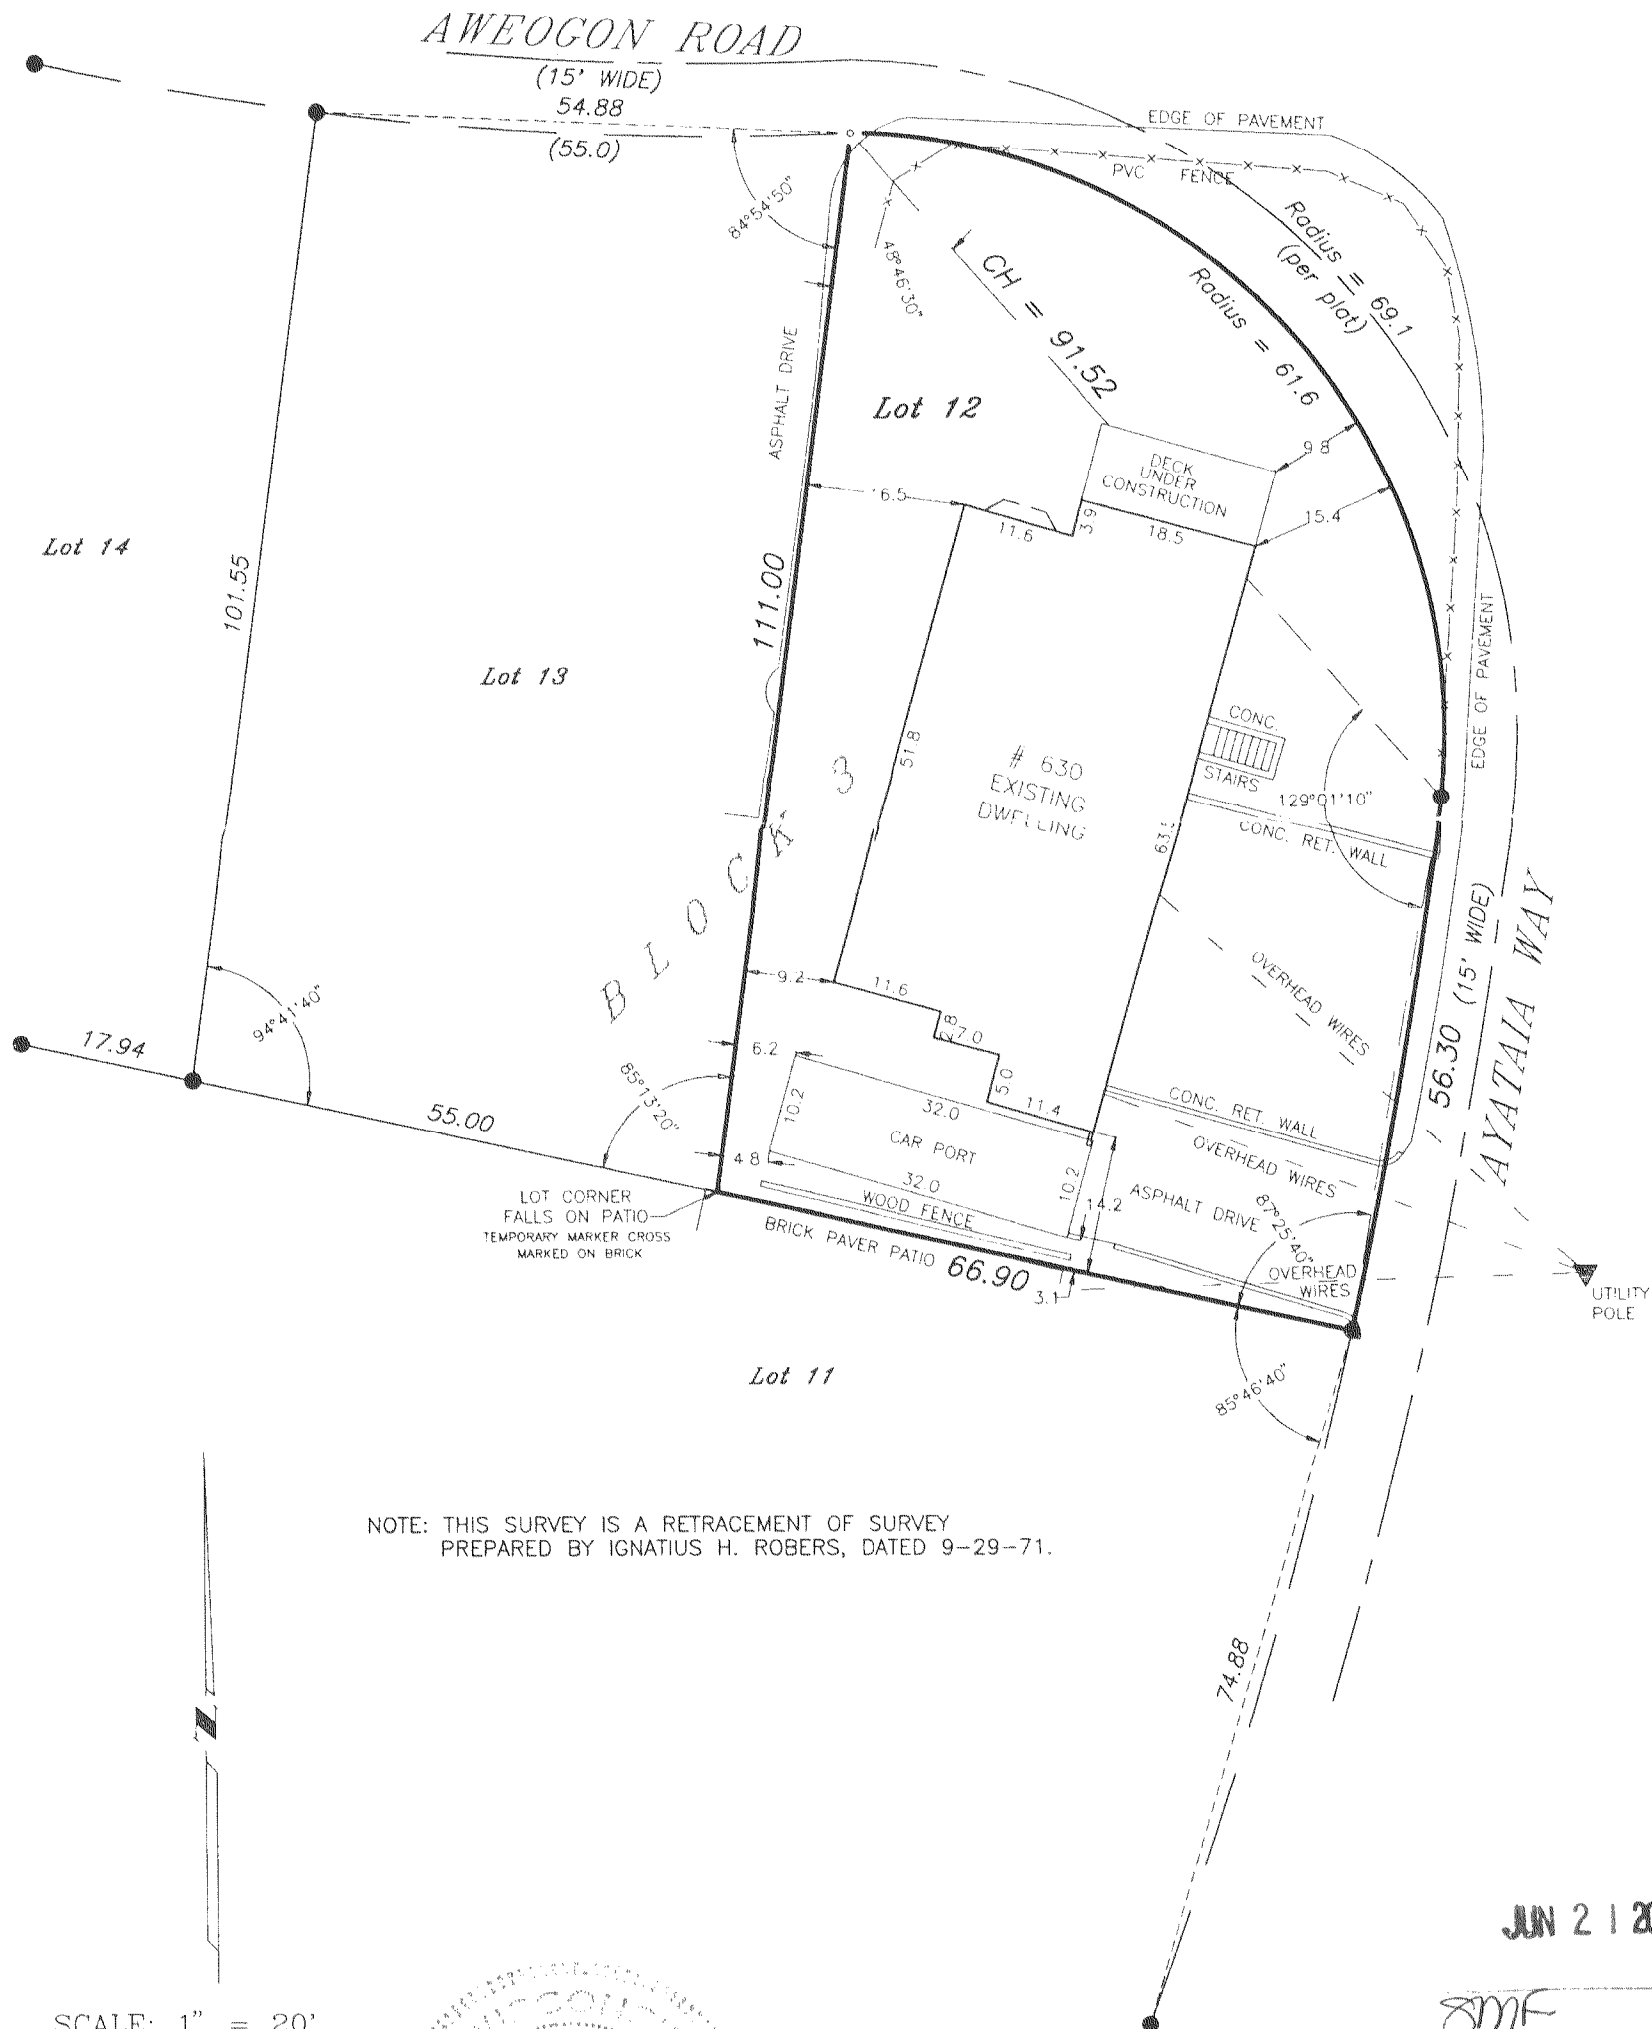 AWEOGON ROAD
(15' WIDE)
54.88
(55.0)
EDGE OF PAVEMENT
PVC FENCE
84°54'50"
48°46'30"
CH = 91.52
Radius = 69.1
(per plat)
Radius = 61.6
ASPHALT DRIVE
Lot 12
DECK
UNDER
CONSTRUCTION
9.8
15.4
6.5
11.6
3.9
18.5
Lot 14
101.55
Lot 13
111.00
51.8
# 630
EXISTING
DWELLING
CONC.
STAIRS
129°01'10"
CONC. RET. WALL
EDGE OF PAVEMENT
BLOCK 3
9.2
11.6
2.8
7.0
5.0
11.4
OVERHEAD WIRES
56.30 (15' WIDE)
94°41'40"
17.94
55.00
6.2
85°13'20"
10.2
32.0
CAR PORT
32.0
4.8
10.2
14.2
CONC. RET. WALL
OVERHEAD WIRES
ASPHALT DRIVE
87°25'40"
OVERHEAD
WIRES
WOOD FENCE
BRICK PAVER PATIO
66.90
3.1
LOT CORNER
FALLS ON PATIO
TEMPORARY MARKER CROSS
MARKED ON BRICK
UTILITY
POLE
Lot 11
85°46'40"
NOTE: THIS SURVEY IS A RETRACEMENT OF SURVEY
PREPARED BY IGNATIUS H. ROBERS, DATED 9-29-71.
74.88
JUN 21
SCALE: 1" = 20'